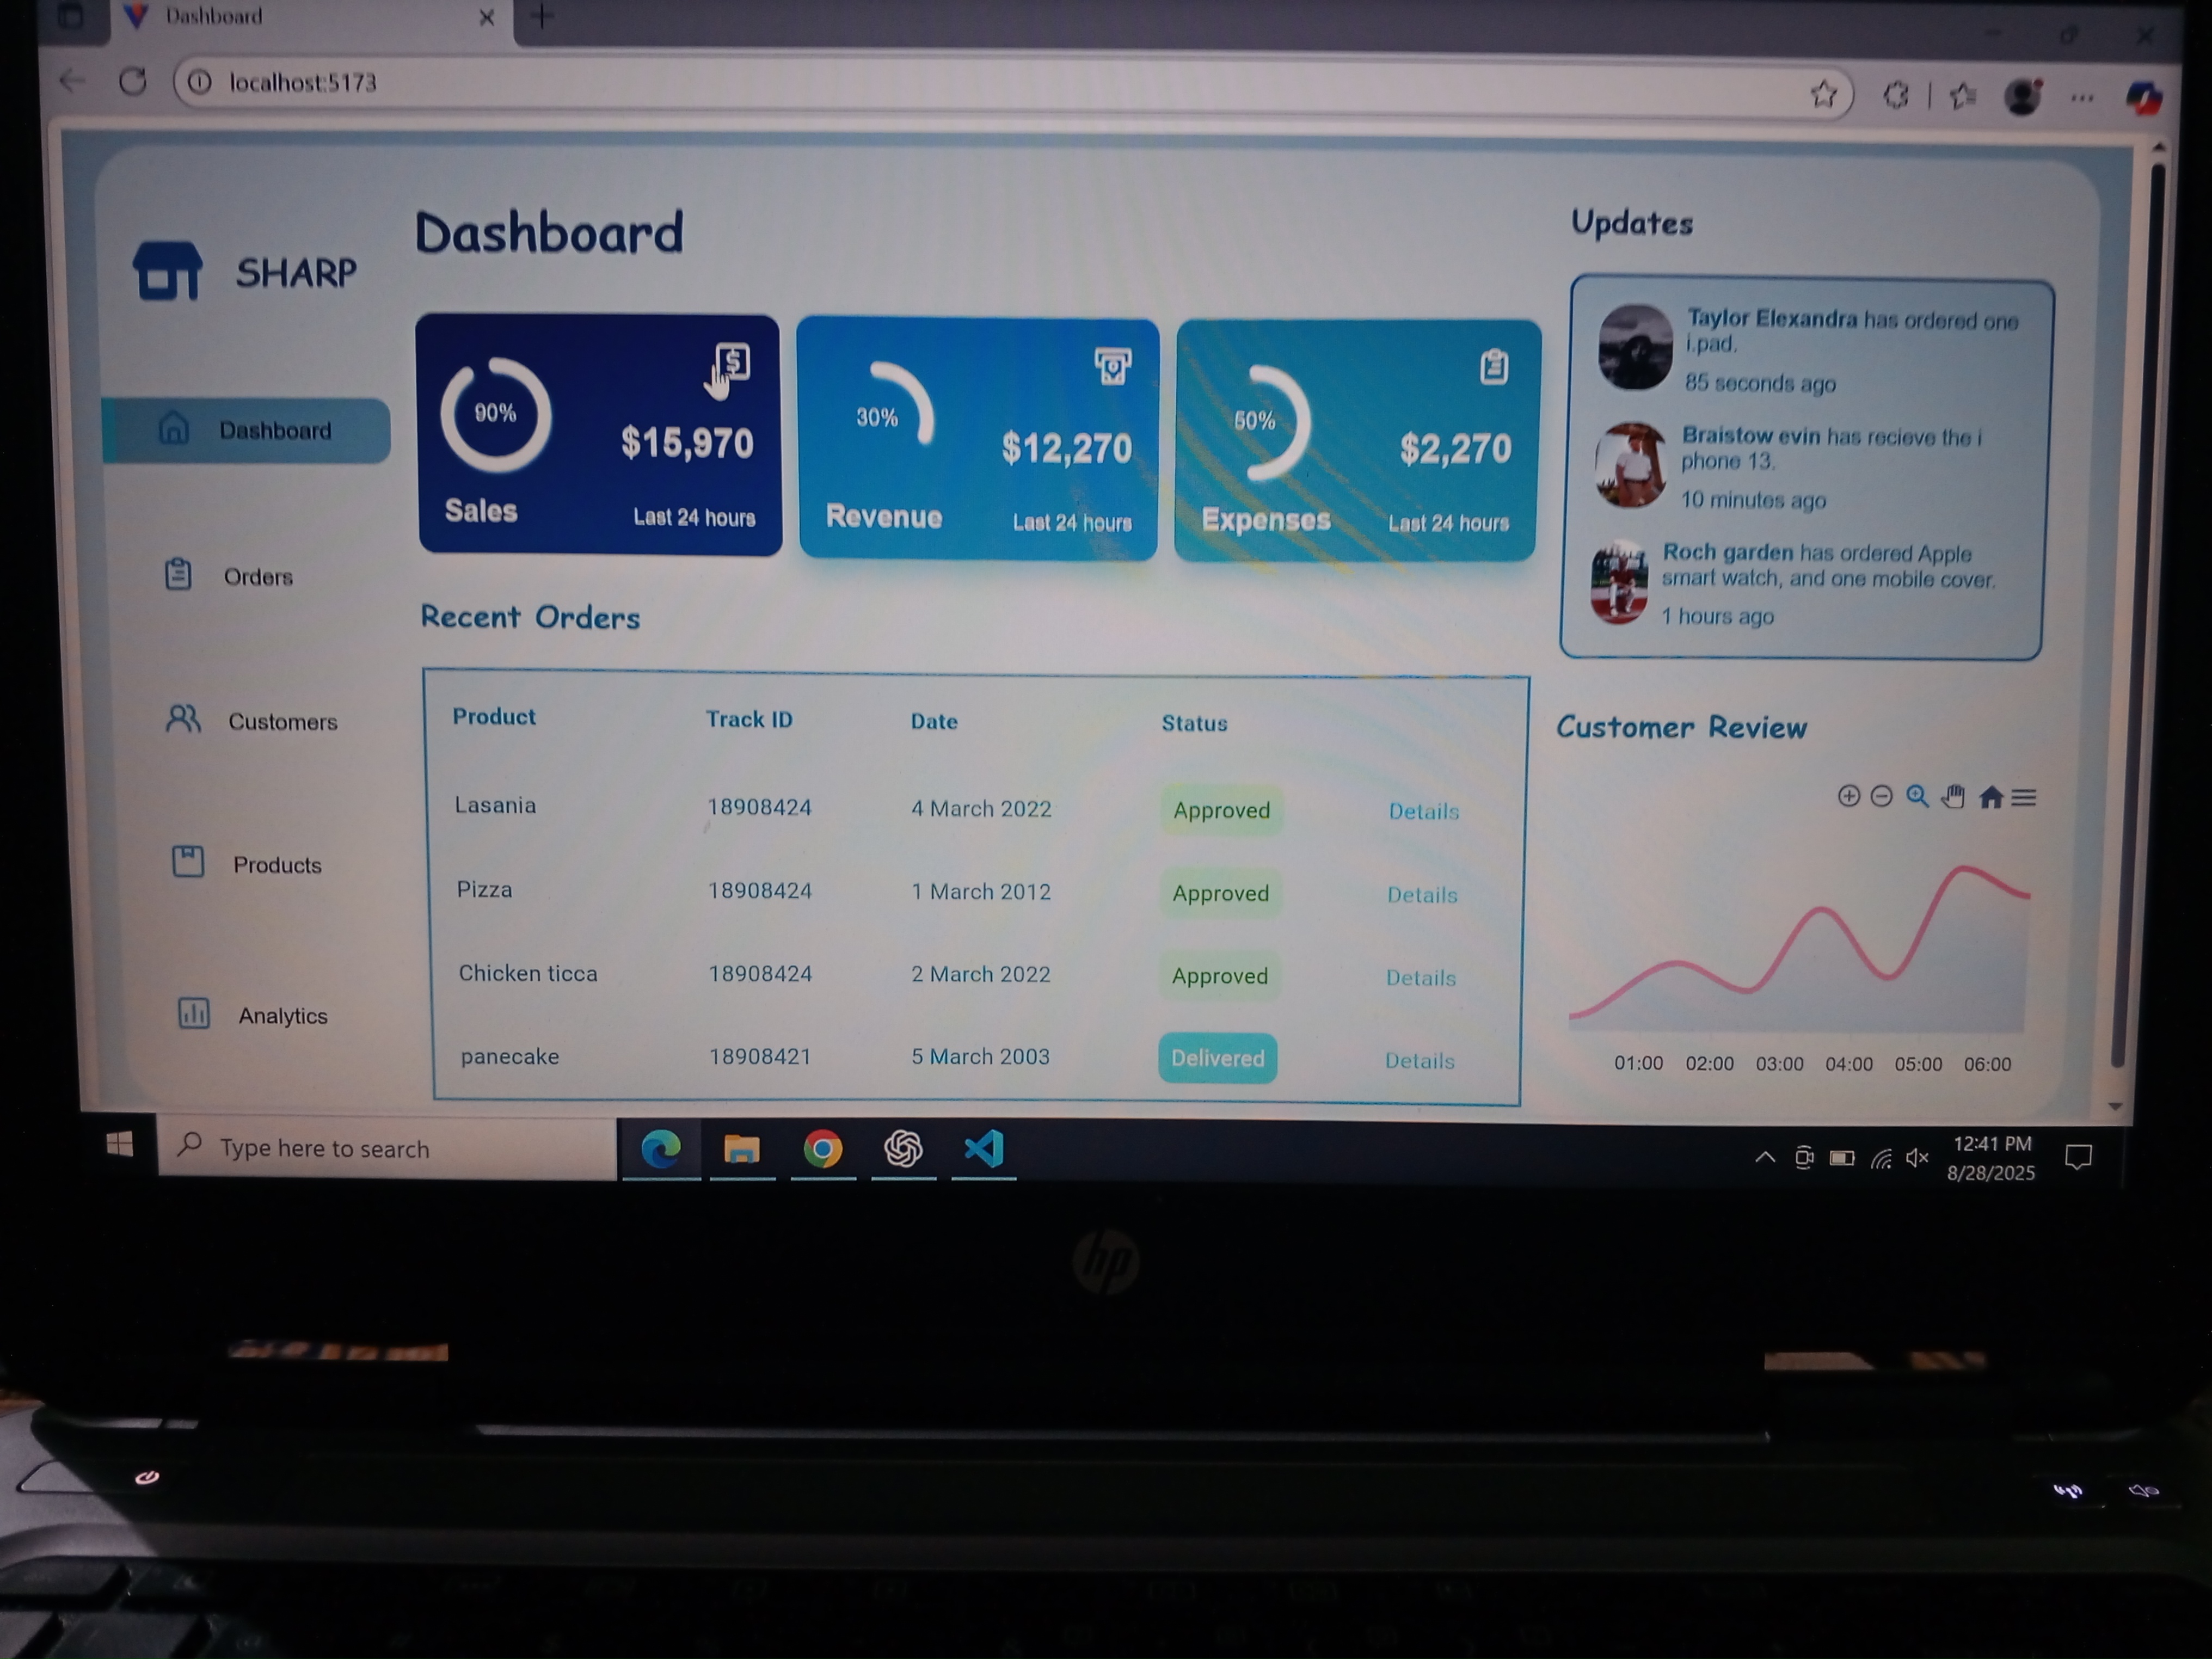 Dashboard
localhost:5173
SHARP
Dashboard
Orders
Customers
Products
Analytics
Dashboard
90%
$15,970
Sales
Last 24 hours
30%
$12,270
Revenue
Last 24 hours
50%
$2,270
Expenses
Last 24 hours
Recent Orders
Product Track ID Date Status
Lasania 18908424 4 March 2022 Approved Details
Pizza 18908424 1 March 2012 Approved Details
Chicken ticca 18908424 2 March 2022 Approved Details
panecake 18908421 5 March 2003 Delivered Details
Updates
Taylor Elexandra has ordered one
i.pad.
85 seconds ago
Braistow evin has recieve the i
phone 13.
10 minutes ago
Roch garden has ordered Apple
smart watch, and one mobile cover.
1 hours ago
Customer Review
01:00 02:00 03:00 04:00 05:00 06:00
Type here to search
12:41 PM
8/28/2025
hp